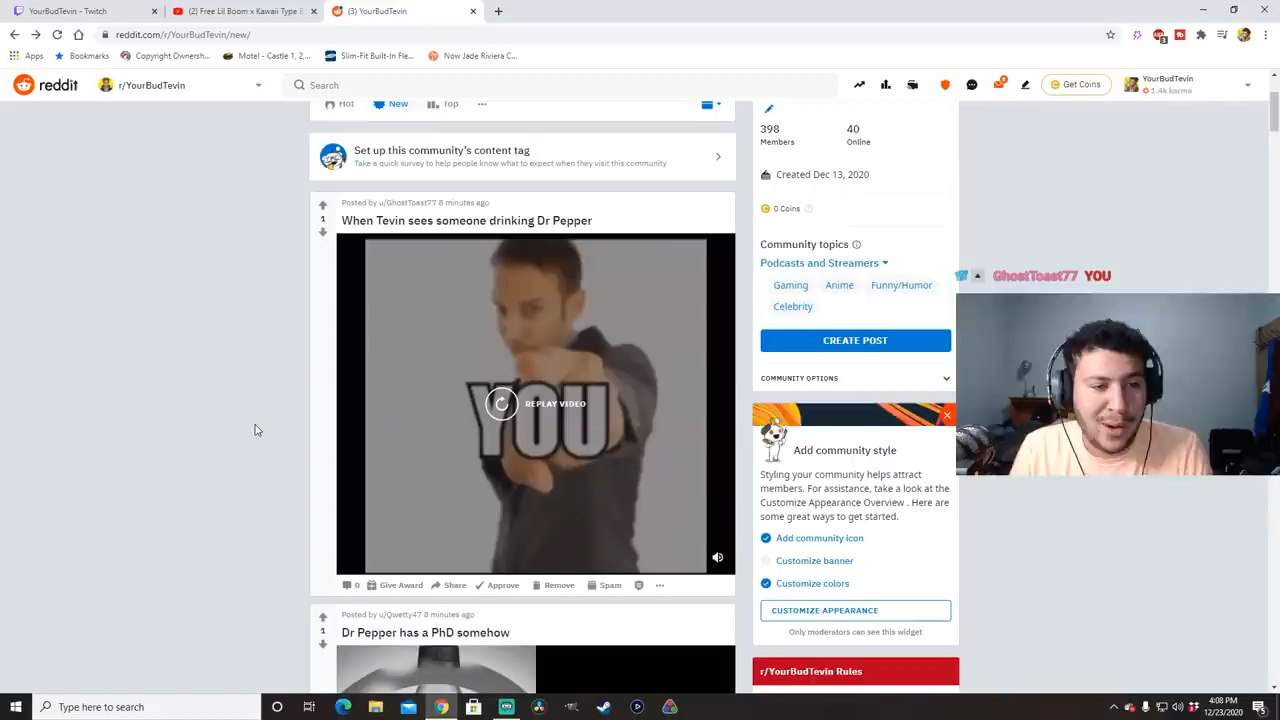 YourBudTevin - Twitch
(2) Free Lil Boom x Kawaii Type B
(3) YourBudTevin
reddit.com/r/YourBudTevin/new/
3
Apps
Bookmarks
Copyright Ownersh...
Motel - Castle 1, 2,...
Slim-Fit Built-In Fle...
Now Jade Riviera C...
reddit
r/YourBudTevin
Search
Get Coins
YourBudTevin
1.4k karma
Hot
New
Top
Set up this community's content tag
Take a quick survey to help people know what to expect when they visit this community
Posted by u/GhostToast77 8 minutes ago
1
When Tevin sees someone drinking Dr Pepper
YOU
REPLAY VIDEO
0
Give Award
Share
Approve
Remove
Spam
Posted by u/Qwetty47 8 minutes ago
1
Dr Pepper has a PhD somehow
398
Members
40
Online
Created Dec 13, 2020
0 Coins
Community topics
Podcasts and Streamers
Gaming
Anime
Funny/Humor
Celebrity
CREATE POST
COMMUNITY OPTIONS
Add community style
Styling your community helps attract
members. For assistance, take a look at the
Customize Appearance Overview . Here are
some great ways to get started.
Add community icon
Customize banner
Customize colors
CUSTOMIZE APPEARANCE
Only moderators can see this widget
r/YourBudTevin Rules
GhostToast77 YOU
Type here to search
4:08 PM
12/23/2020